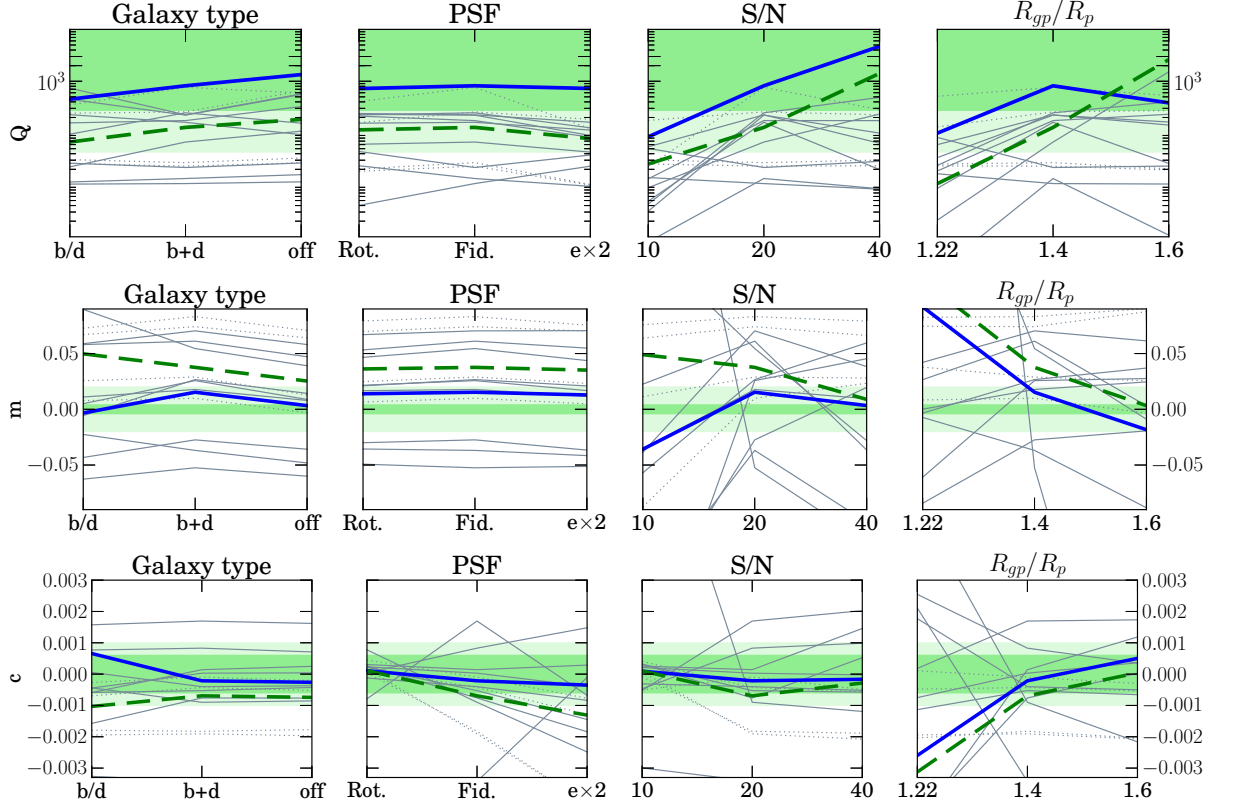 Galaxy type PSF S/N R_gp/R_p
10^3 10^3
Q
b/d b+d off Rot. Fid. e×2 10 20 40 1.22 1.4 1.6
Galaxy type PSF S/N R_gp/R_p
0.05 0.05
m 0.00 0.00
−0.05 −0.05
b/d b+d off Rot. Fid. e×2 10 20 40 1.22 1.4 1.6
Galaxy type PSF S/N R_gp/R_p
0.003 0.003
0.002 0.002
0.001 0.001
c 0.000 0.000
−0.001 −0.001
−0.002 −0.002
−0.003 −0.003
b/d b+d off Rot. Fid. e×2 10 20 40 1.22 1.4 1.6